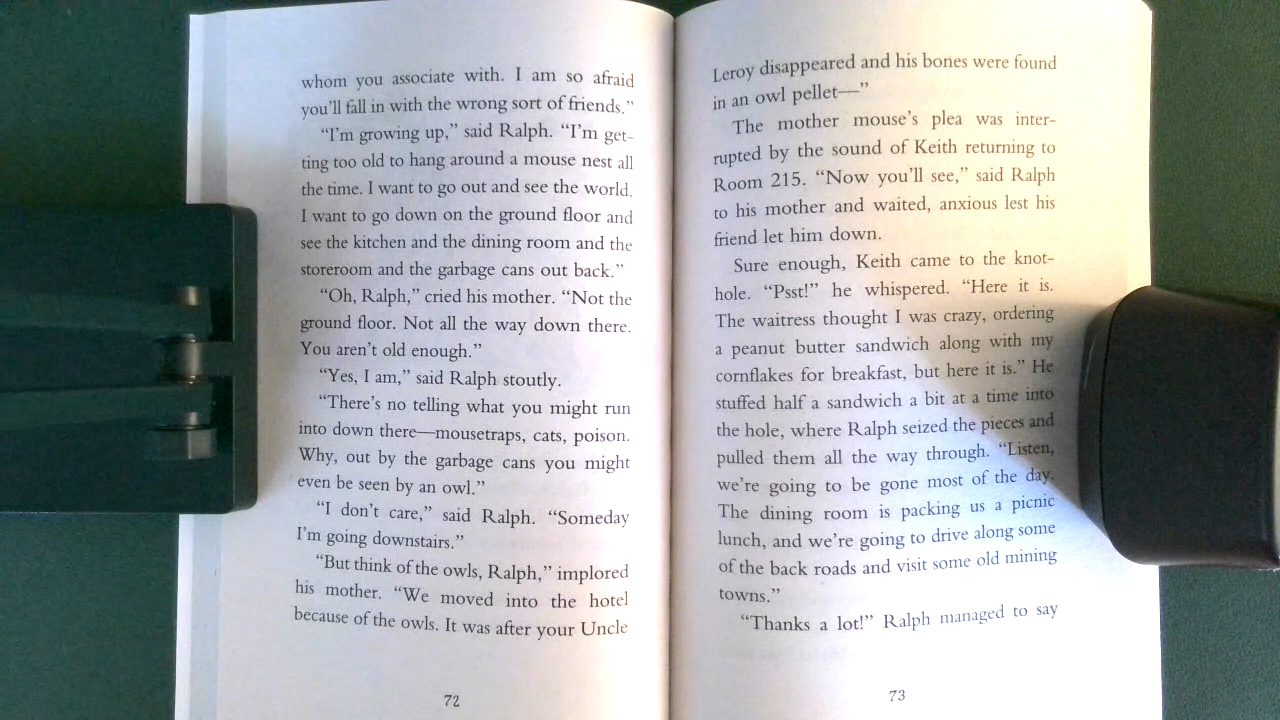 whom you associate with. I am so afraid
you'll fall in with the wrong sort of friends."
"I'm growing up," said Ralph. "I'm get-
ting too old to hang around a mouse nest all
the time. I want to go out and see the world.
I want to go down on the ground floor and
see the kitchen and the dining room and the
storeroom and the garbage cans out back."
"Oh, Ralph," cried his mother. "Not the
ground floor. Not all the way down there.
You aren't old enough."
"Yes, I am," said Ralph stoutly.
"There's no telling what you might run
into down there—mousetraps, cats, poison.
Why, out by the garbage cans you might
even be seen by an owl."
"I don't care," said Ralph. "Someday
I'm going downstairs."
"But think of the owls, Ralph," implored
his mother. "We moved into the hotel
because of the owls. It was after your Uncle
72
Leroy disappeared and his bones were found
in an owl pellet—"
The mother mouse's plea was inter-
rupted by the sound of Keith returning to
Room 215. "Now you'll see," said Ralph
to his mother and waited, anxious lest his
friend let him down.
Sure enough, Keith came to the knot-
hole. "Psst!" he whispered. "Here it is.
The waitress thought I was crazy, ordering
a peanut butter sandwich along with my
cornflakes for breakfast, but here it is." He
stuffed half a sandwich a bit at a time into
the hole, where Ralph seized the pieces and
pulled them all the way through. "Listen,
we're going to be gone most of the day.
The dining room is packing us a picnic
lunch, and we're going to drive along some
of the back roads and visit some old mining
towns."
"Thanks a lot!" Ralph managed to say
73